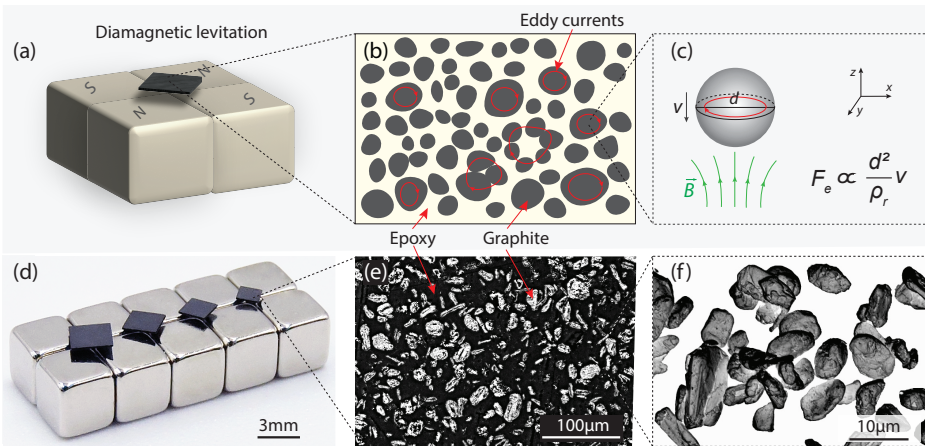 (a)
Diamagnetic levitation
S
N
N
S
(b)
Eddy currents
Epoxy
Graphite
(c)
v
d
z
x
y
B
Fₑ ∝ d²/ρᵣ v
(d)
3mm
(e)
100μm
(f)
10μm